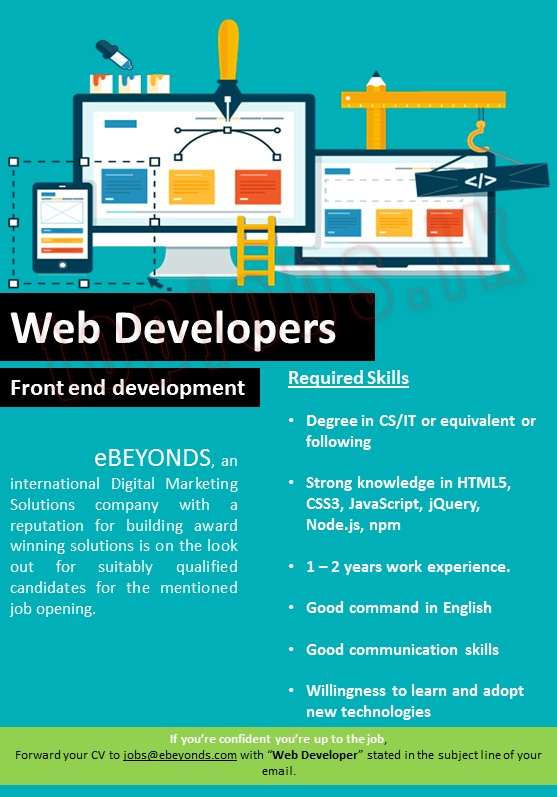 </>
topjobs.lk
Web Developers
Front end development
eBEYONDS, an
international Digital Marketing
Solutions company with a
reputation for building award
winning solutions is on the look
out for suitably qualified
candidates for the mentioned
job opening.
Required Skills
• Degree in CS/IT or equivalent or
following
• Strong knowledge in HTML5,
CSS3, JavaScript, jQuery,
Node.js, npm
• 1 – 2 years work experience.
• Good command in English
• Good communication skills
• Willingness to learn and adopt
new technologies
If you’re confident you’re up to the job,
Forward your CV to jobs@ebeyonds.com with “Web Developer” stated in the subject line of your
email.